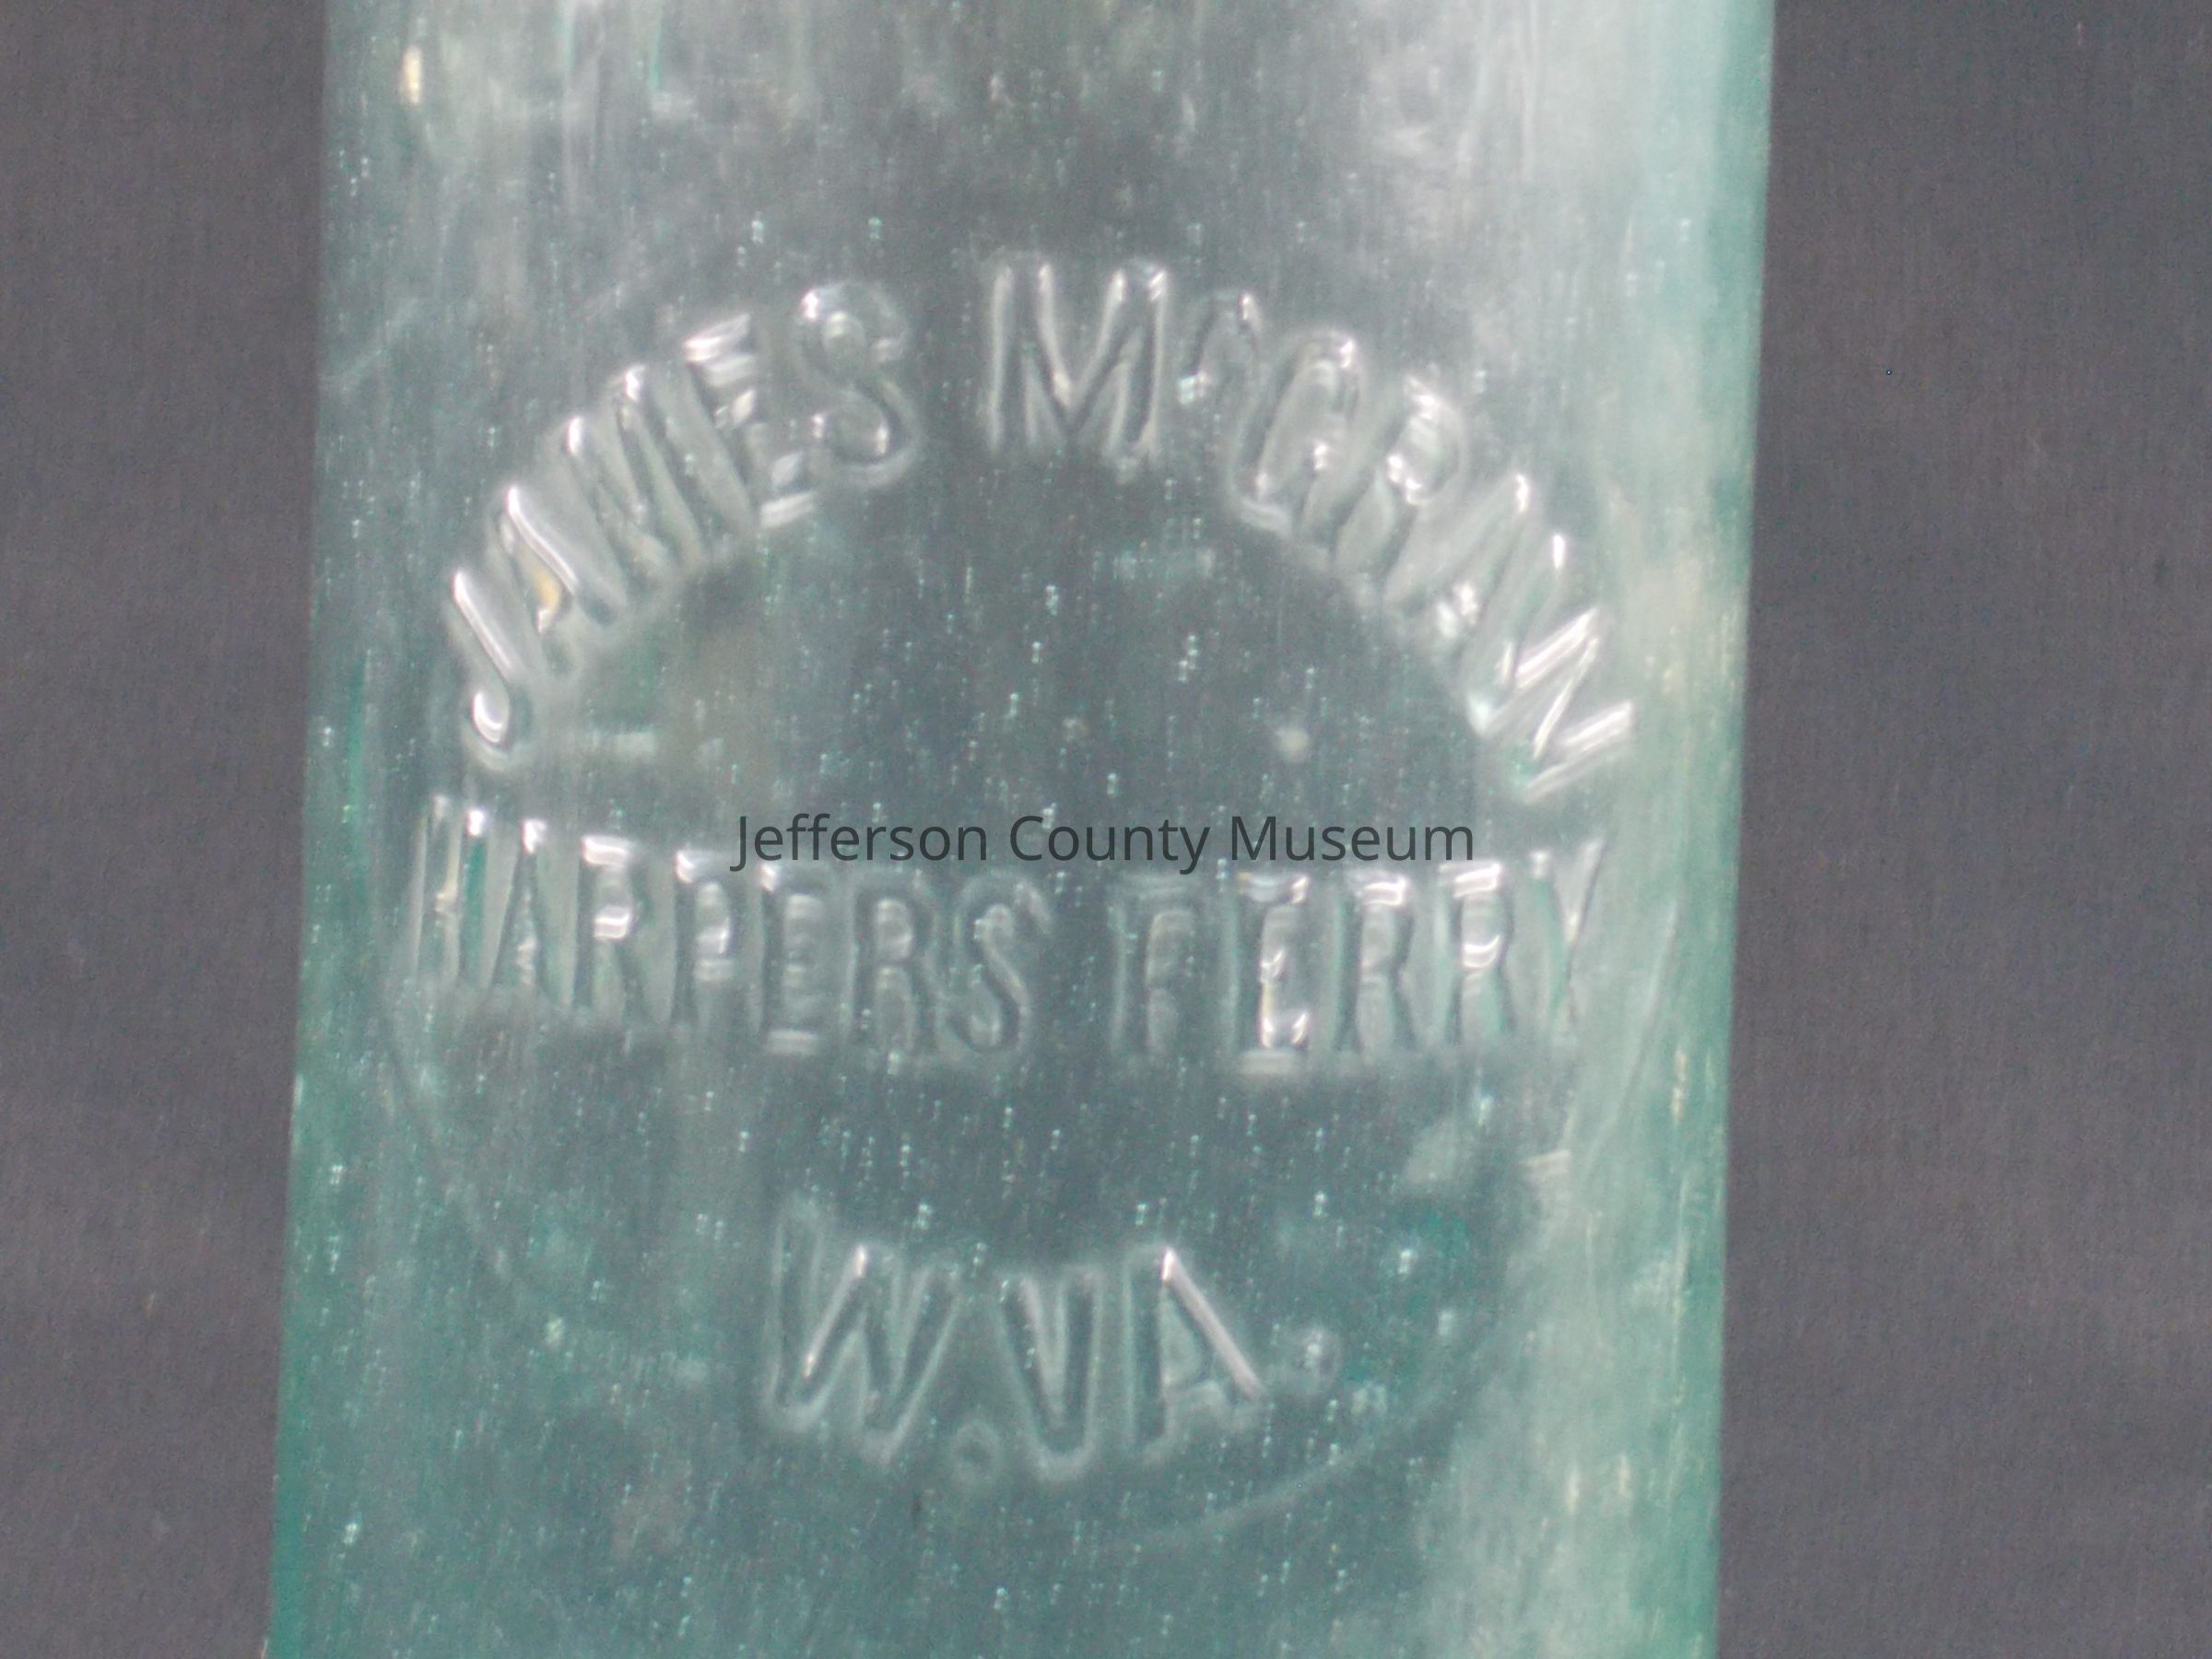 JAMES McGRAW
Jefferson County Museum
HARPERS FERRY
W.VA.